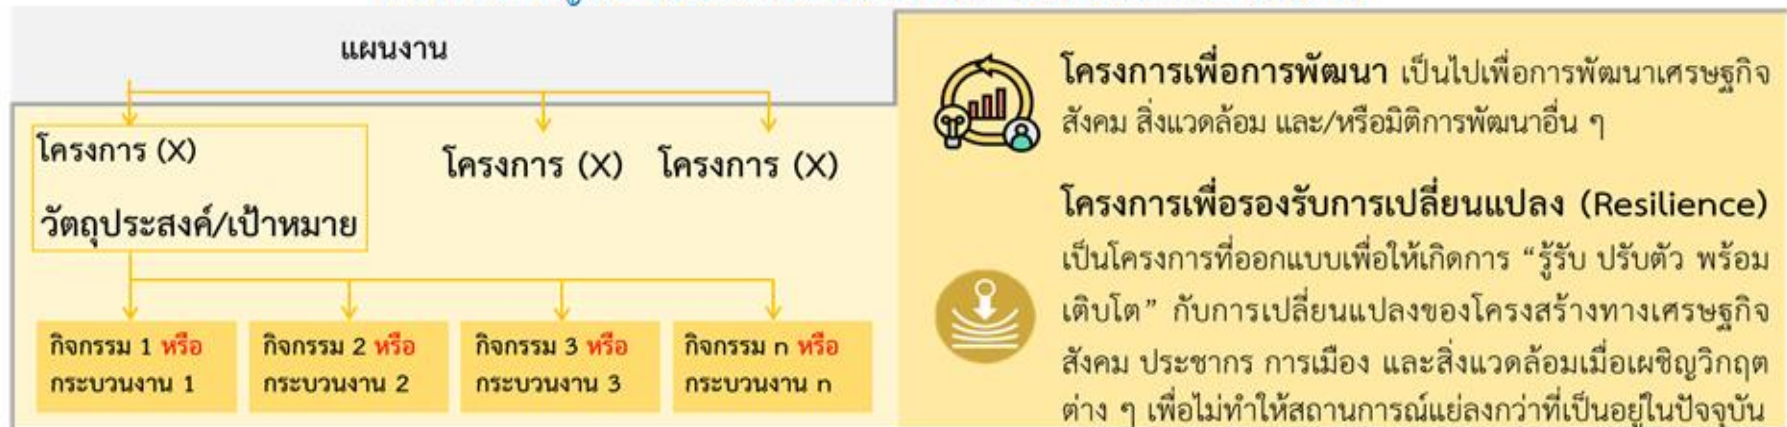 แผนงาน
โครงการ (X)
วัตถุประสงค์/เป้าหมาย
โครงการ (X)
โครงการ (X)
กิจกรรม 1 หรือ
กระบวนงาน 1
กิจกรรม 2 หรือ
กระบวนงาน 2
กิจกรรม 3 หรือ
กระบวนงาน 3
กิจกรรม n หรือ
กระบวนงาน n
โครงการเพื่อการพัฒนา เป็นไปเพื่อการพัฒนาเศรษฐกิจ
สังคม สิ่งแวดล้อม และ/หรือมิติการพัฒนาอื่น ๆ
โครงการเพื่อรองรับการเปลี่ยนแปลง (Resilience)
เป็นโครงการที่ออกแบบเพื่อให้เกิดการ “รู้รับ ปรับตัว พร้อม
เติบโต” กับการเปลี่ยนแปลงของโครงสร้างทางเศรษฐกิจ
สังคม ประชากร การเมือง และสิ่งแวดล้อมเมื่อเผชิญวิกฤต
ต่าง ๆ เพื่อไม่ทำให้สถานการณ์แย่ลงกว่าที่เป็นอยู่ในปัจจุบัน